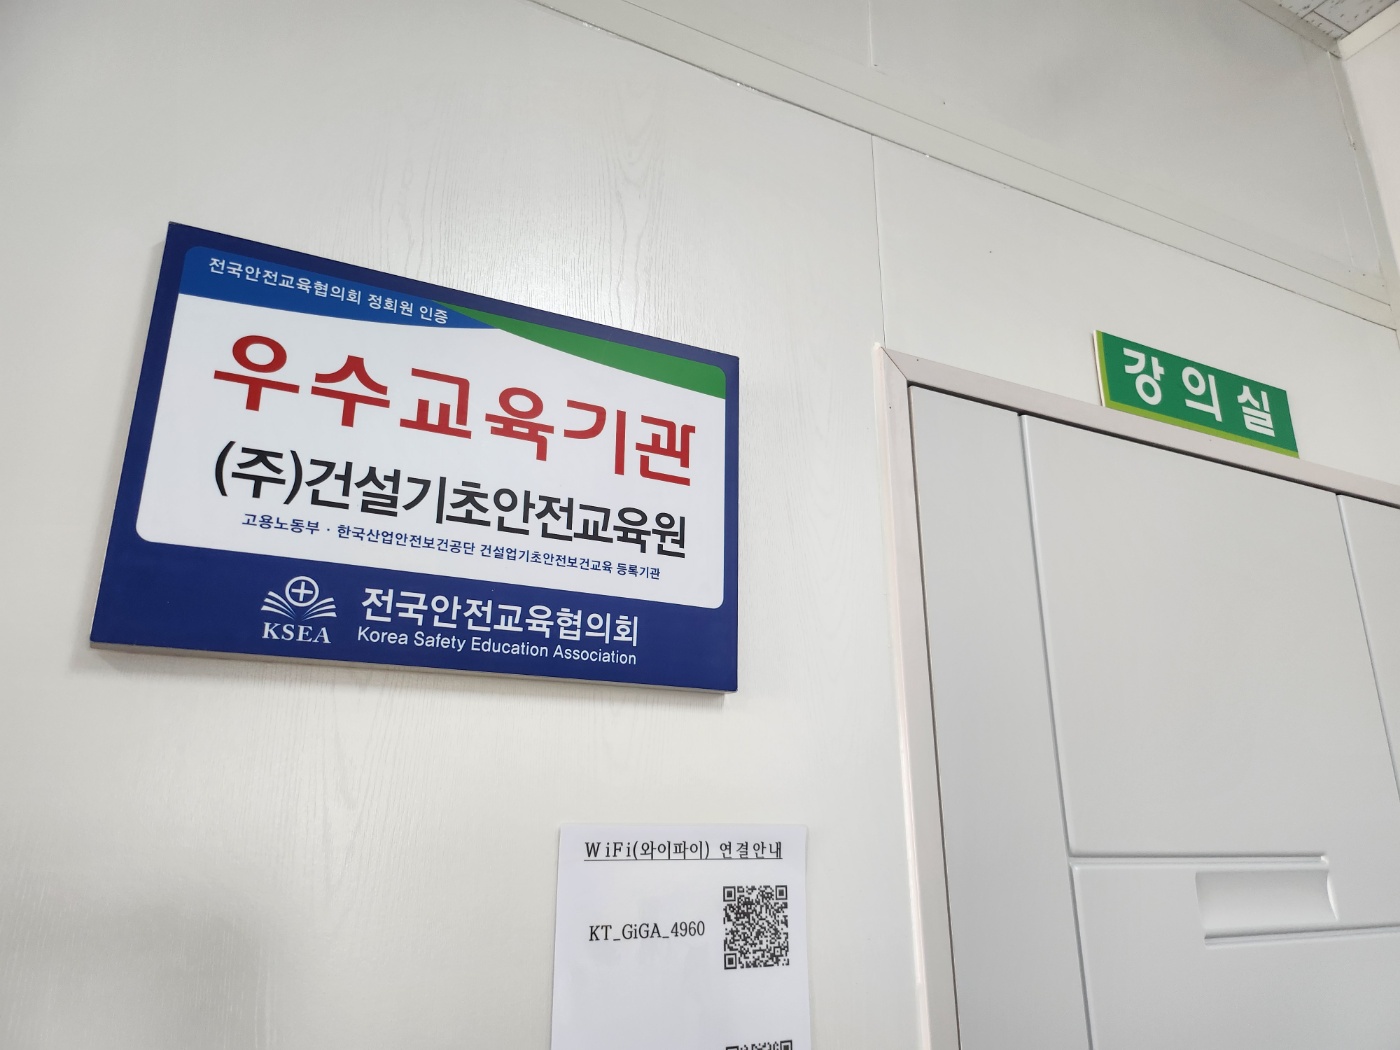 전국안전교육협의회 정회원 인증
우수교육기관
(주)건설기초안전교육원
고용노동부 · 한국산업안전보건공단 건설업기초안전보건교육 등록기관
KSEA
전국안전교육협의회
Korea Safety Education Association
강의실
WiFi(와이파이) 연결안내
KT_GiGA_4960